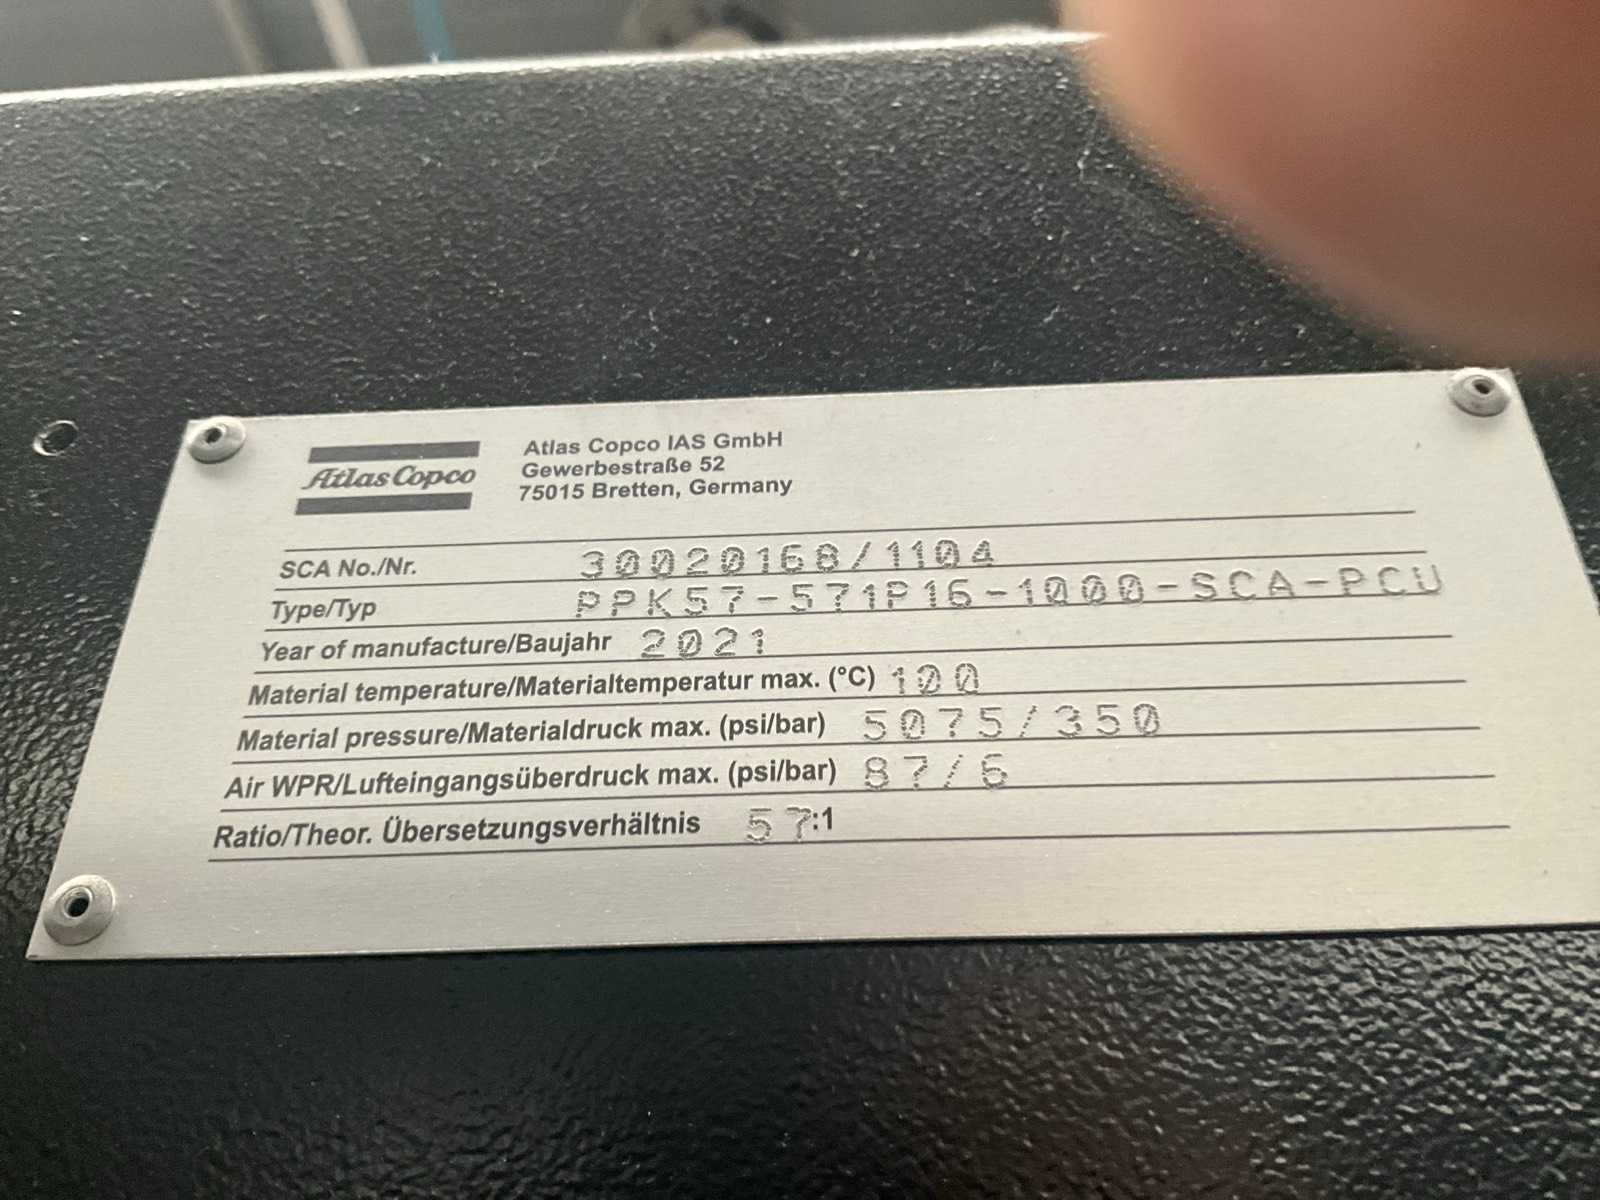 Atlas Copco
Atlas Copco IAS GmbH
Gewerbestraße 52
75015 Bretten, Germany
SCA No./Nr. 30020168/1104
Type/Typ PPK57-571P16-1000-SCA-PCU
Year of manufacture/Baujahr 2021
Material temperature/Materialtemperatur max. (°C) 100
Material pressure/Materialdruck max. (psi/bar) 5075/350
Air WPR/Lufteingangsüberdruck max. (psi/bar) 87/6
Ratio/Theor. Übersetzungsverhältnis 57:1